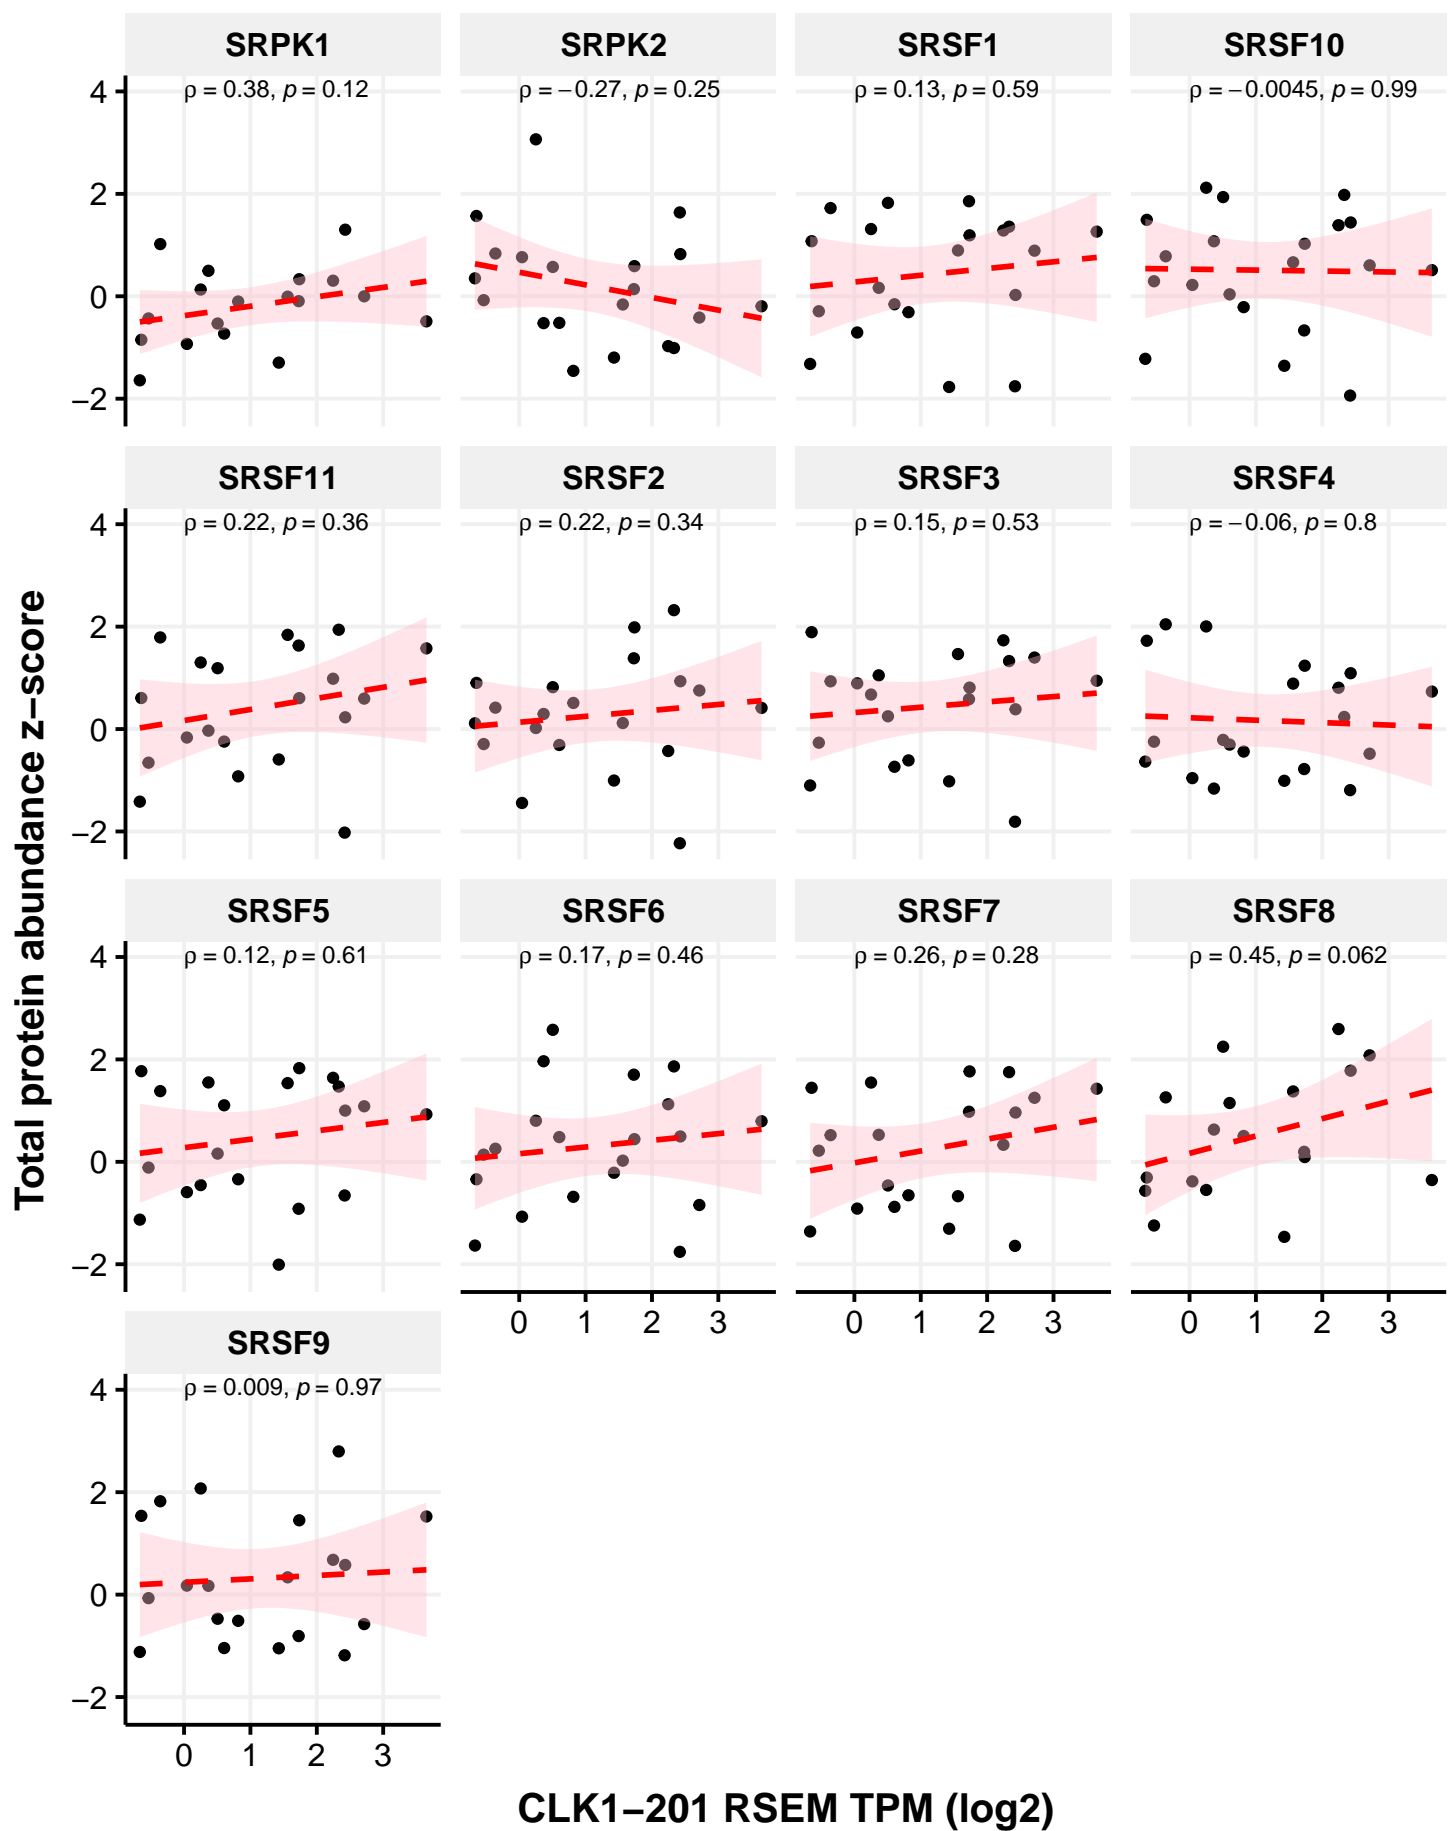 SRPK1 SRPK2 SRSF1 SRSF10
ρ = 0.38, p = 0.12 ρ = −0.27, p = 0.25 ρ = 0.13, p = 0.59 ρ = −0.0045, p = 0.99
4
2
0
−2
SRSF11 SRSF2 SRSF3 SRSF4
ρ = 0.22, p = 0.36 ρ = 0.22, p = 0.34 ρ = 0.15, p = 0.53 ρ = −0.06, p = 0.8
4
2
0
−2
Total protein abundance z−score
SRSF5 SRSF6 SRSF7 SRSF8
ρ = 0.12, p = 0.61 ρ = 0.17, p = 0.46 ρ = 0.26, p = 0.28 ρ = 0.45, p = 0.062
4
2
0
−2
0 1 2 3 0 1 2 3 0 1 2 3
SRSF9
ρ = 0.009, p = 0.97
4
2
0
−2
0 1 2 3
CLK1−201 RSEM TPM (log2)